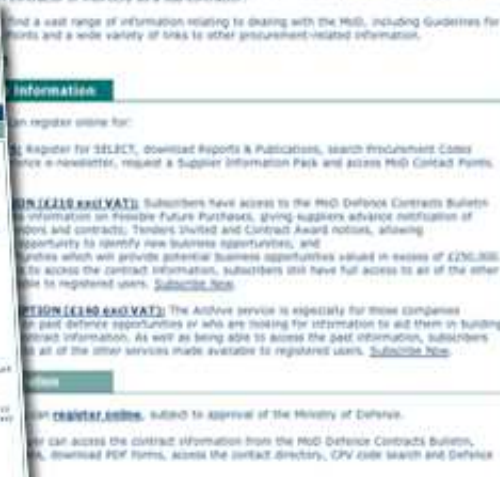 find a vast range of information relating to dealing with the MoD, including Guidelines for
and a wide variety of links to other procurement-related information.
Information
can register online for:
Register for SELECT, download Reports & Publications, search Procurement Codes
e-newsletter, request a Supplier Information Pack and access MoD Contact Points.
(£210 excl VAT): Subscribers have access to the MoD Defence Contracts Bulletin
information on Possible Future Purchases, giving suppliers advance notification of
and contracts; Tenders Invited and Contract Award notices, allowing
opportunity to identify new business opportunities, and
which will provide potential business opportunities valued in excess of £250,000.
to access the contract information, subscribers still have full access to all of the other
to registered users. Subscribe Now.
(£140 excl VAT): The Archive service is especially for those companies
past defence opportunities or who are looking for information to aid them in building
contract information. As well as being able to access the past information, subscribers
all of the other services made available to registered users. Subscribe Now.
can register online, subject to approval of the Ministry of Defence.
can access the contract information from the MoD Defence Contracts Bulletin,
download PDF forms, access the contact directory, CPV code search and Defence